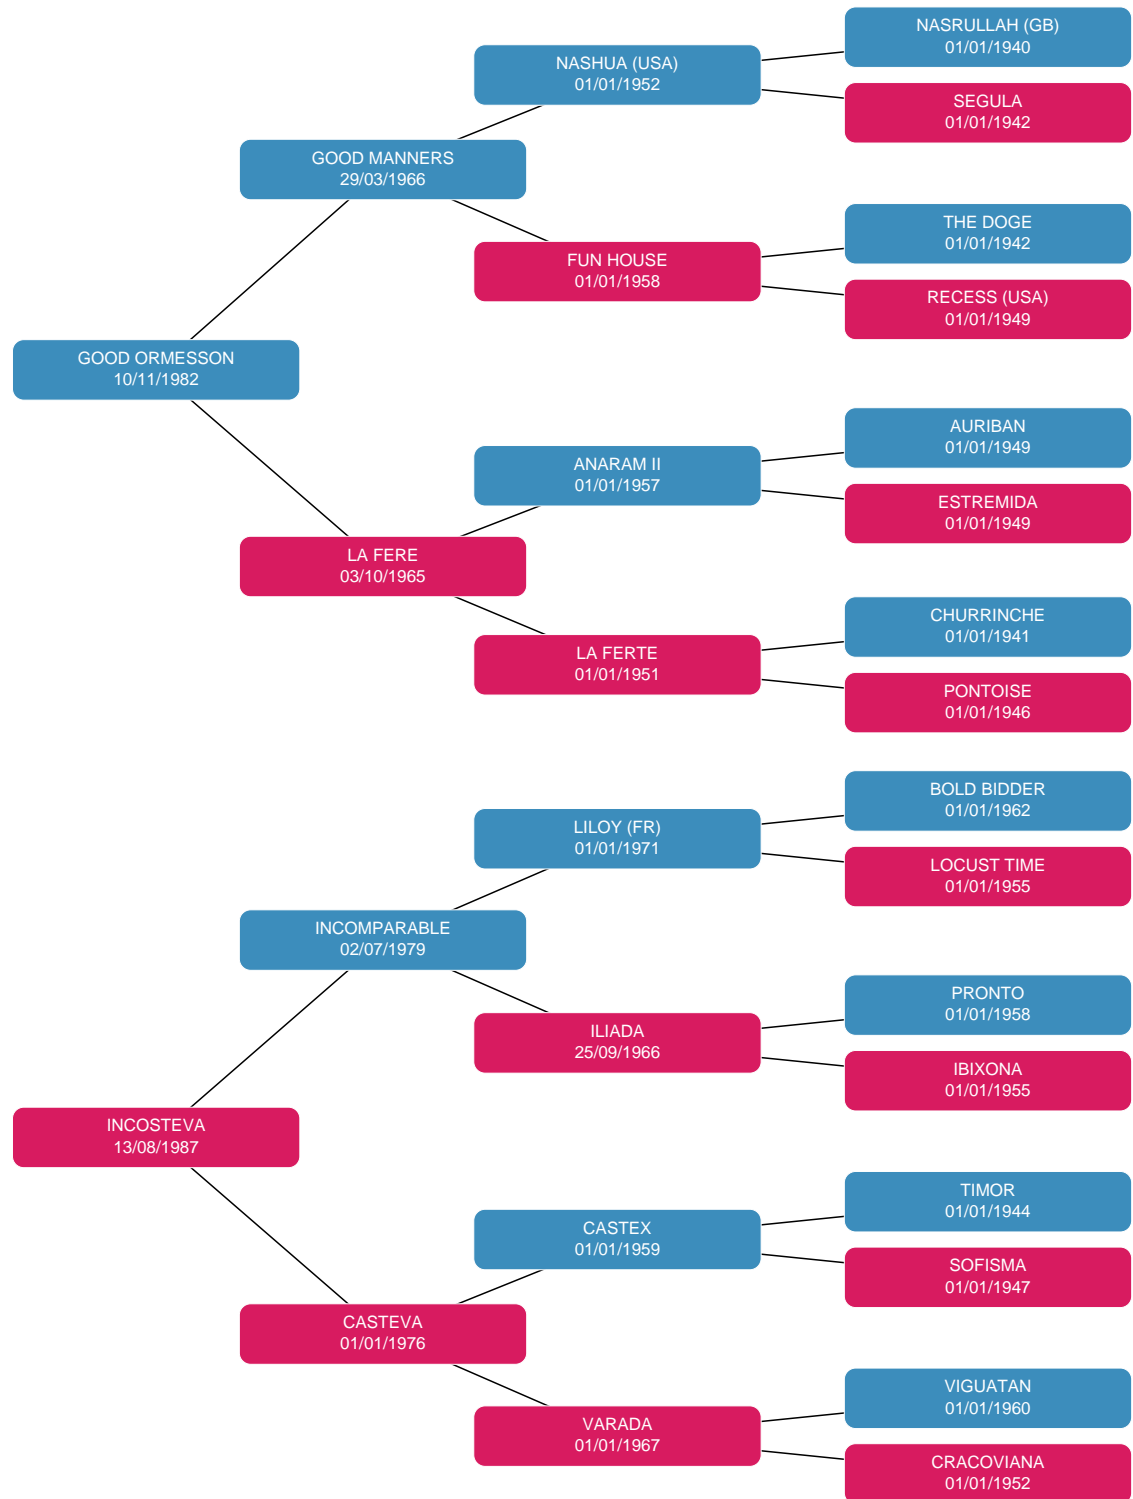 NASRULLAH (GB)
01/01/1940
NASHUA (USA)
01/01/1952
SEGULA
01/01/1942
GOOD MANNERS
29/03/1966
THE DOGE
01/01/1942
FUN HOUSE
01/01/1958
RECESS (USA)
01/01/1949
GOOD ORMESSON
10/11/1982
AURIBAN
01/01/1949
ANARAM II
01/01/1957
ESTREMIDA
01/01/1949
LA FERE
03/10/1965
CHURRINCHE
01/01/1941
LA FERTE
01/01/1951
PONTOISE
01/01/1946
BOLD BIDDER
01/01/1962
LILOY (FR)
01/01/1971
LOCUST TIME
01/01/1955
INCOMPARABLE
02/07/1979
PRONTO
01/01/1958
ILIADA
25/09/1966
IBIXONA
01/01/1955
INCOSTEVA
13/08/1987
TIMOR
01/01/1944
CASTEX
01/01/1959
SOFISMA
01/01/1947
CASTEVA
01/01/1976
VIGUATAN
01/01/1960
VARADA
01/01/1967
CRACOVIANA
01/01/1952